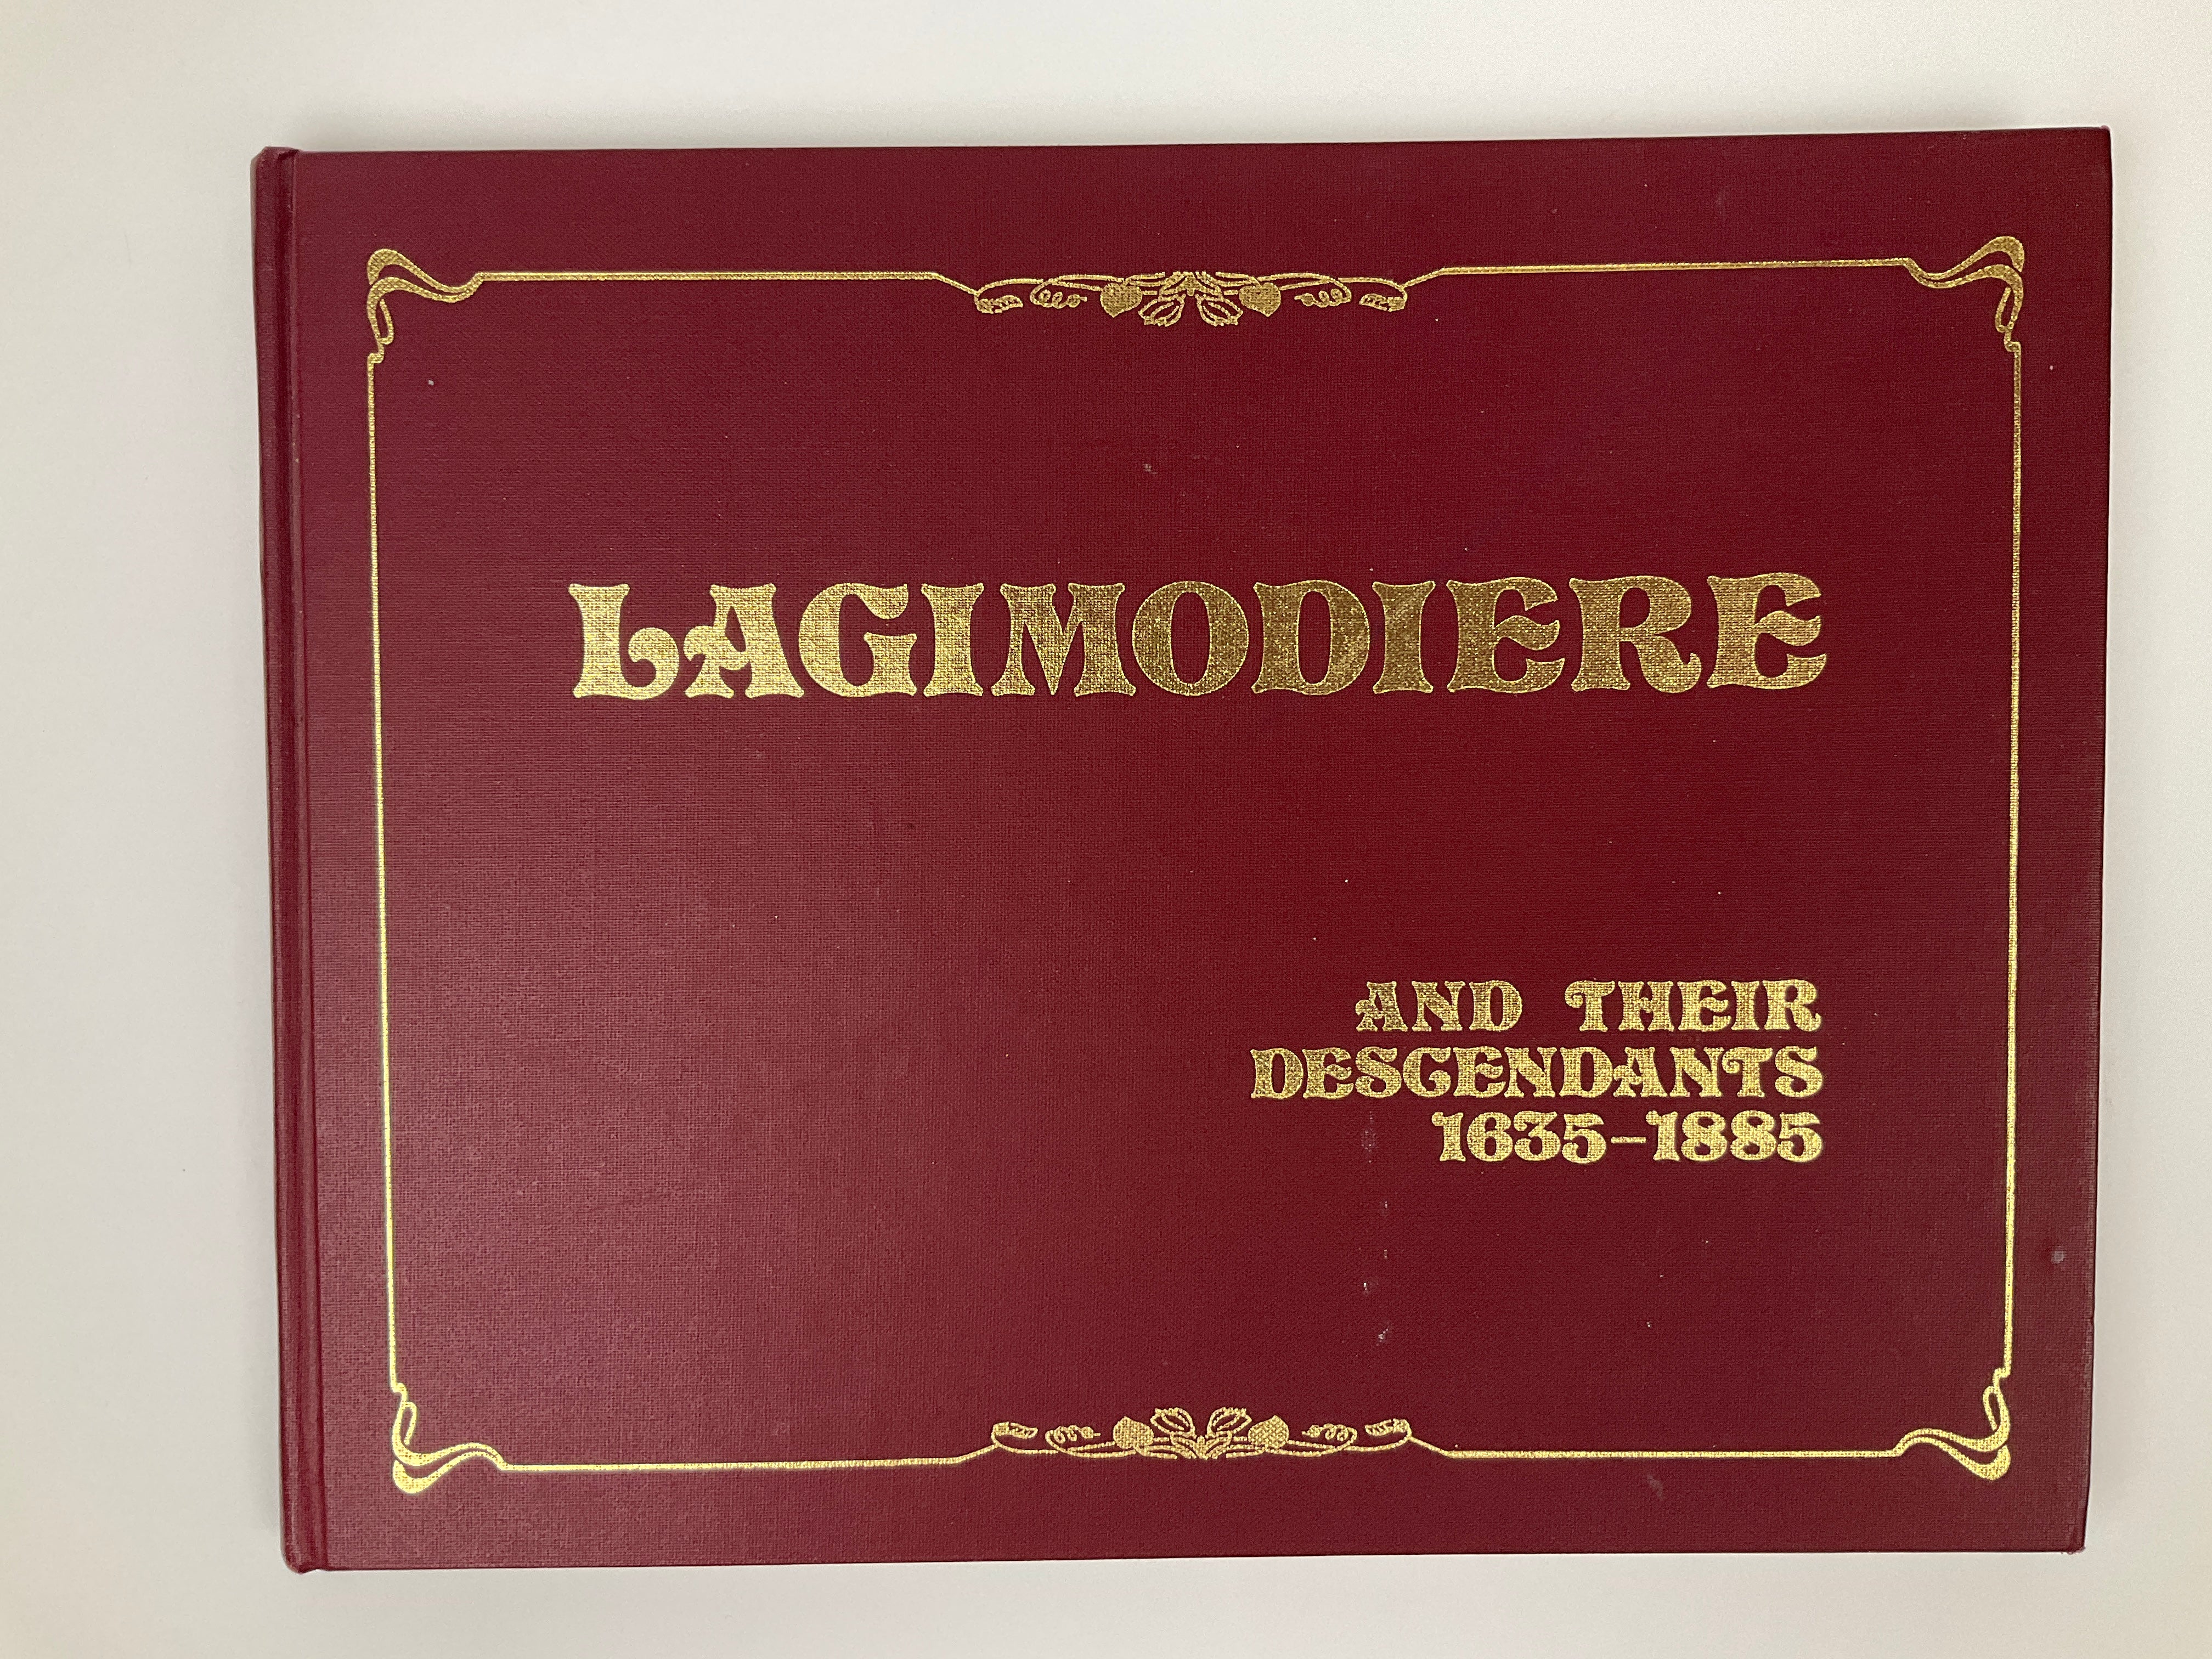 LAGIMODIERE
AND THEIR
DESCENDANTS
1635-1885